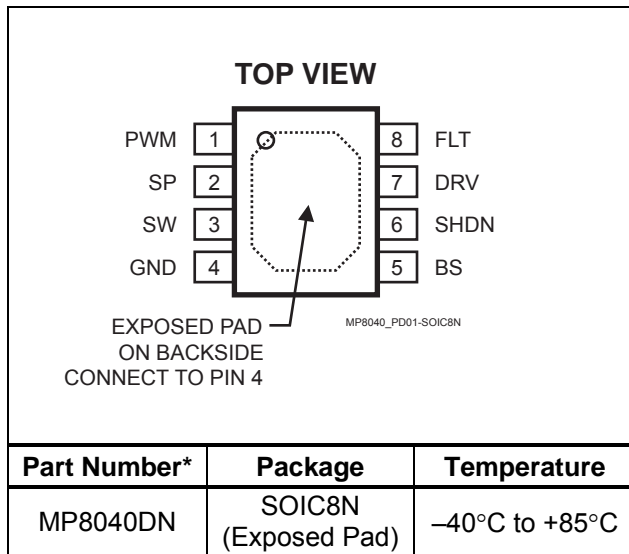 TOP VIEW
PWM 1 8 FLT
SP 2 7 DRV
SW 3 6 SHDN
GND 4 5 BS
MP8040_PD01-SOIC8N
EXPOSED PAD
ON BACKSIDE
CONNECT TO PIN 4
Part Number* Package Temperature
MP8040DN SOIC8N
(Exposed Pad) –40°C to +85°C